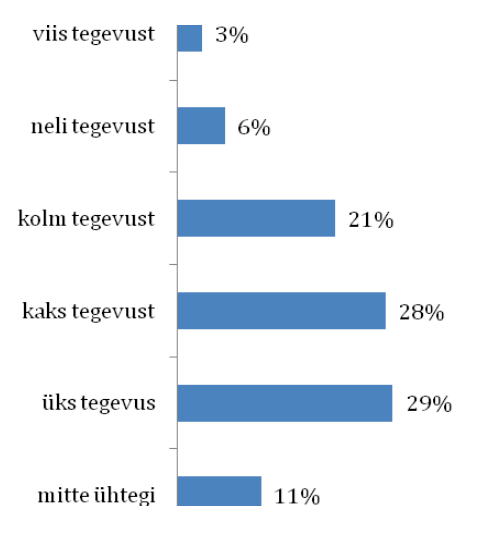 viis tegevust 3%
neli tegevust 6%
kolm tegevust 21%
kaks tegevust 28%
üks tegevus 29%
mitte ühtegi 11%